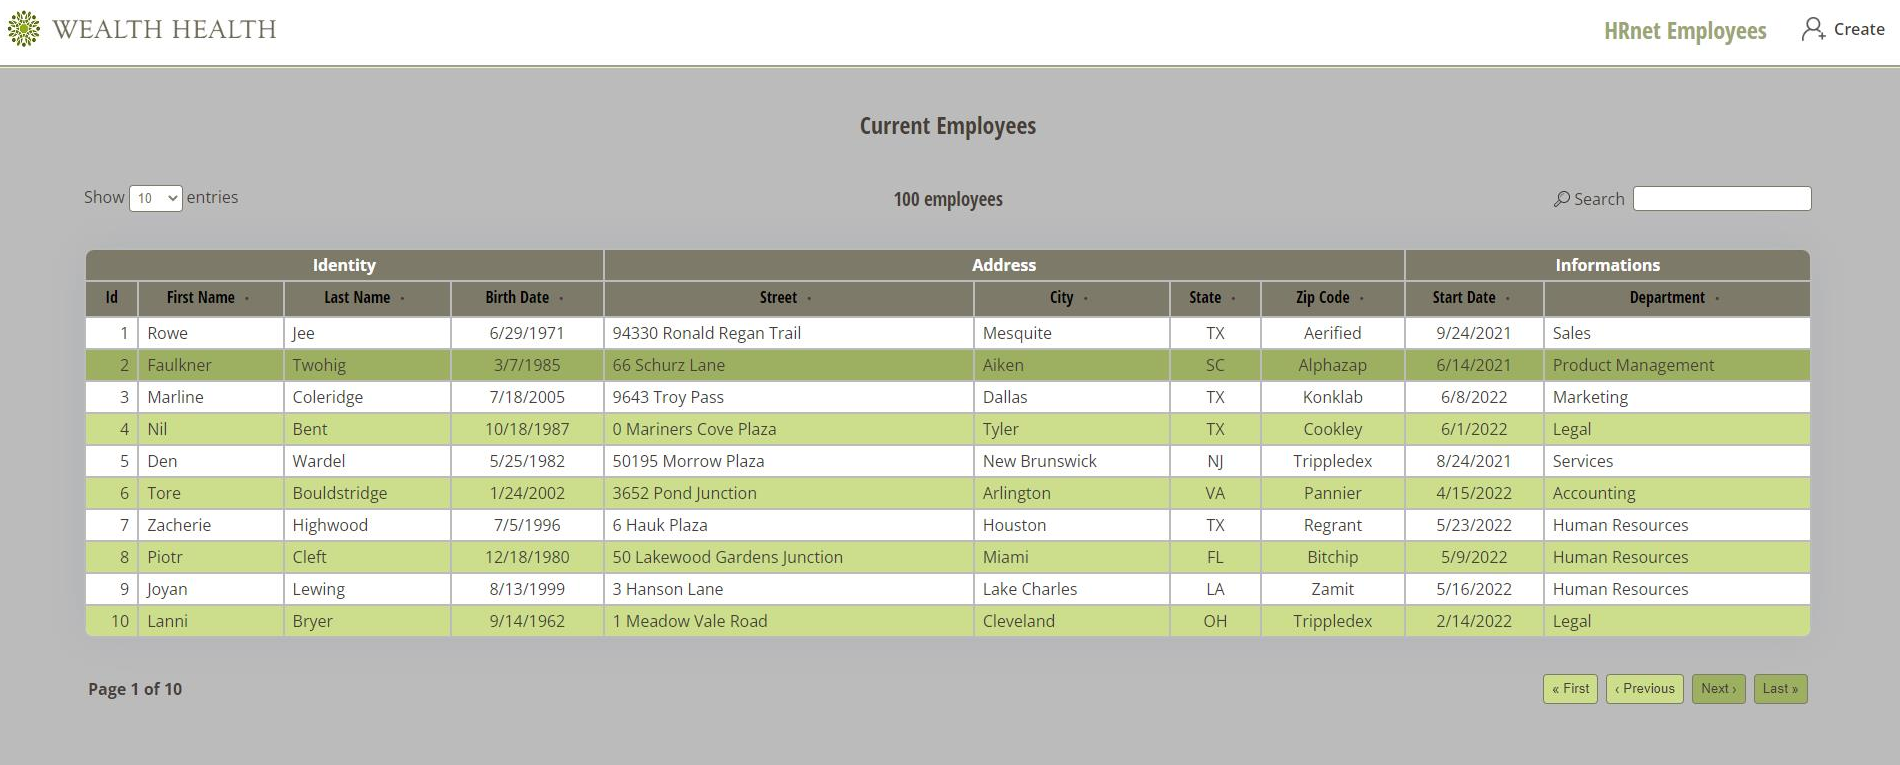 WEALTH HEALTH
HRnet Employees Create
Current Employees
Show 10 entries 100 employees Search
Identity Address Informations
Id First Name Last Name Birth Date Street City State Zip Code Start Date Department
1 Rowe Jee 6/29/1971 94330 Ronald Regan Trail Mesquite TX Aerified 9/24/2021 Sales
2 Faulkner Twohig 3/7/1985 66 Schurz Lane Aiken SC Alphazap 6/14/2021 Product Management
3 Marline Coleridge 7/18/2005 9643 Troy Pass Dallas TX Konklab 6/8/2022 Marketing
4 Nil Bent 10/18/1987 0 Mariners Cove Plaza Tyler TX Cookley 6/1/2022 Legal
5 Den Wardel 5/25/1982 50195 Morrow Plaza New Brunswick NJ Trippledex 8/24/2021 Services
6 Tore Bouldstridge 1/24/2002 3652 Pond Junction Arlington VA Pannier 4/15/2022 Accounting
7 Zacherie Highwood 7/5/1996 6 Hauk Plaza Houston TX Regrant 5/23/2022 Human Resources
8 Piotr Cleft 12/18/1980 50 Lakewood Gardens Junction Miami FL Bitchip 5/9/2022 Human Resources
9 Joyan Lewing 8/13/1999 3 Hanson Lane Lake Charles LA Zamit 5/16/2022 Human Resources
10 Lanni Bryer 9/14/1962 1 Meadow Vale Road Cleveland OH Trippledex 2/14/2022 Legal
Page 1 of 10 « First ‹ Previous Next › Last »